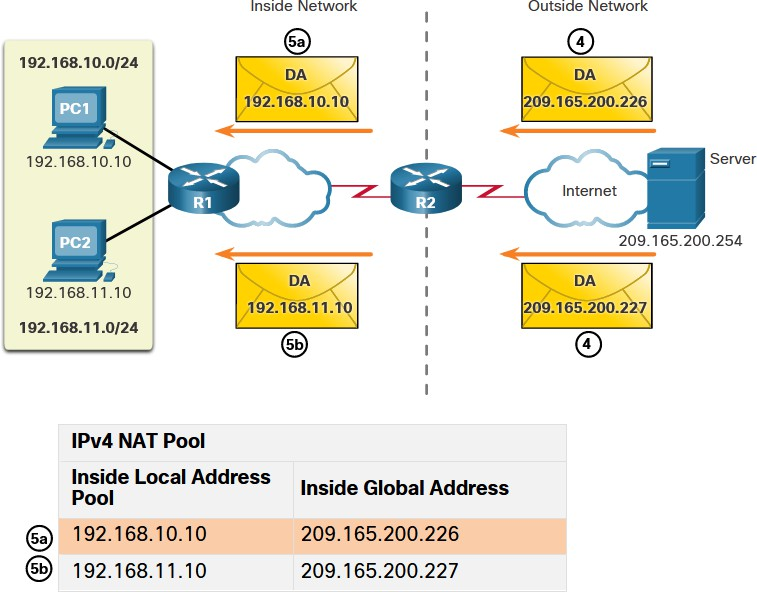 Inside Network
Outside Network
5a
4
192.168.10.0/24
DA
192.168.10.10
DA
209.165.200.226
PC1
192.168.10.10
R1
R2
Internet
Server
209.165.200.254
PC2
192.168.11.10
192.168.11.0/24
DA
192.168.11.10
DA
209.165.200.227
5b
4
IPv4 NAT Pool
Inside Local Address
Pool
Inside Global Address
5a
192.168.10.10
209.165.200.226
5b
192.168.11.10
209.165.200.227